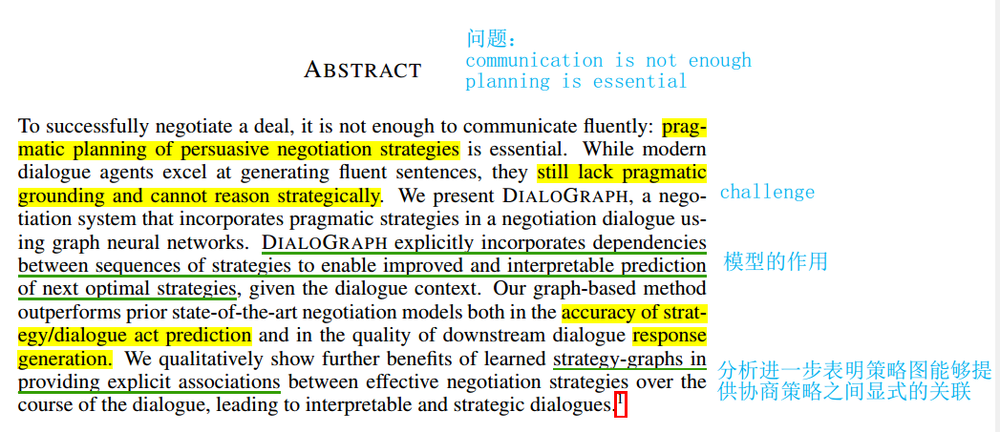 问题：
communication is not enough
planning is essential
ABSTRACT
To successfully negotiate a deal, it is not enough to communicate fluently: prag-
matic planning of persuasive negotiation strategies is essential. While modern
dialogue agents excel at generating fluent sentences, they still lack pragmatic
grounding and cannot reason strategically. We present DIALOGRAPH, a nego-
tiation system that incorporates pragmatic strategies in a negotiation dialogue us-
ing graph neural networks. DIALOGRAPH explicitly incorporates dependencies
between sequences of strategies to enable improved and interpretable prediction
of next optimal strategies, given the dialogue context. Our graph-based method
outperforms prior state-of-the-art negotiation models both in the accuracy of strat-
egy/dialogue act prediction and in the quality of downstream dialogue response
generation. We qualitatively show further benefits of learned strategy-graphs in
providing explicit associations between effective negotiation strategies over the
course of the dialogue, leading to interpretable and strategic dialogues.1
challenge
模型的作用
分析进一步表明策略图能够提
供协商策略之间显式的关联